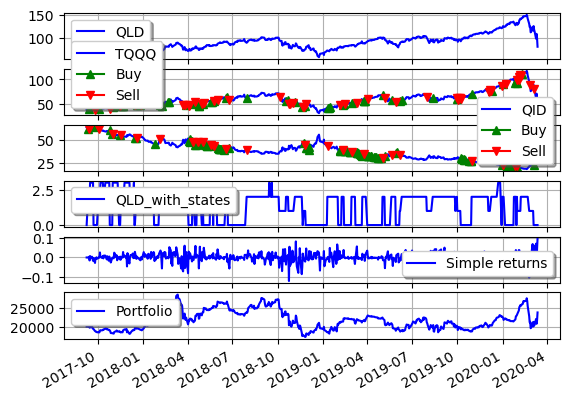 150
100
QLD
TQQQ
Buy
Sell
100
50
QID
Buy
Sell
50
25
2.5
0.0
QLD_with_states
0.1
0.0
−0.1
Simple returns
25000
20000
Portfolio
2017-10
2018-01
2018-04
2018-07
2018-10
2019-01
2019-04
2019-07
2019-10
2020-01
2020-04